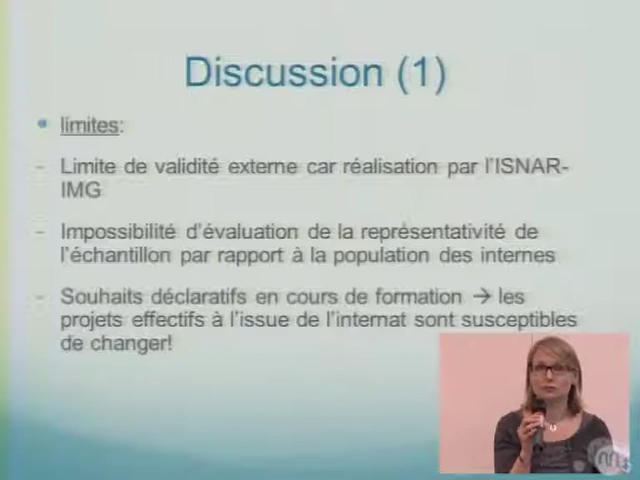 Discussion (1)
limites:
- Limite de validité externe car réalisation par l'ISNAR-
IMG
- Impossibilité d'évaluation de la représentativité de
l'échantillon par rapport à la population des internes
- Souhaits déclaratifs en cours de formation → les
projets effectifs à l'issue de l'internat sont susceptibles
de changer!